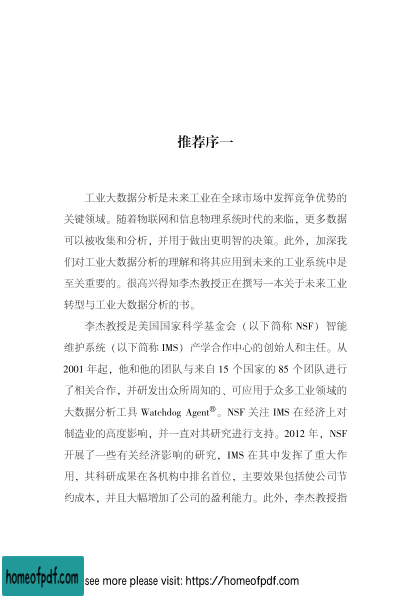 推荐序一
工业大数据分析是未来工业在全球市场中发挥竞争优势的
关键领域。随着物联网和信息物理系统时代的来临，更多数据
可以被收集和分析，并用于做出更明智的决策。此外，加深我
们对工业大数据分析的理解和将其应用到未来的工业系统中是
至关重要的。很高兴得知李杰教授正在撰写一本关于未来工业
转型与工业大数据分析的书。
李杰教授是美国国家科学基金会（以下简称 NSF）智能
维护系统（以下简称 IMS）产学合作中心的创始人和主任。从
2001 年起，他和他的团队与来自 15 个国家的 85 个团队进行
了相关合作，并研发出众所周知的、可应用于众多工业领域的
大数据分析工具 Watchdog Agent®。NSF 关注 IMS 在经济上对
制造业的高度影响，并一直对其研究进行支持。2012 年，NSF
开展了一些有关经济影响的研究，IMS 在其中发挥了重大作
用，其科研成果在各机构中排名首位，主要效果包括使公司节
约成本，并且大幅增加了公司的盈利能力。此外，李杰教授指
homeofpdf.com
see more please visit: https://homeofpdf.com